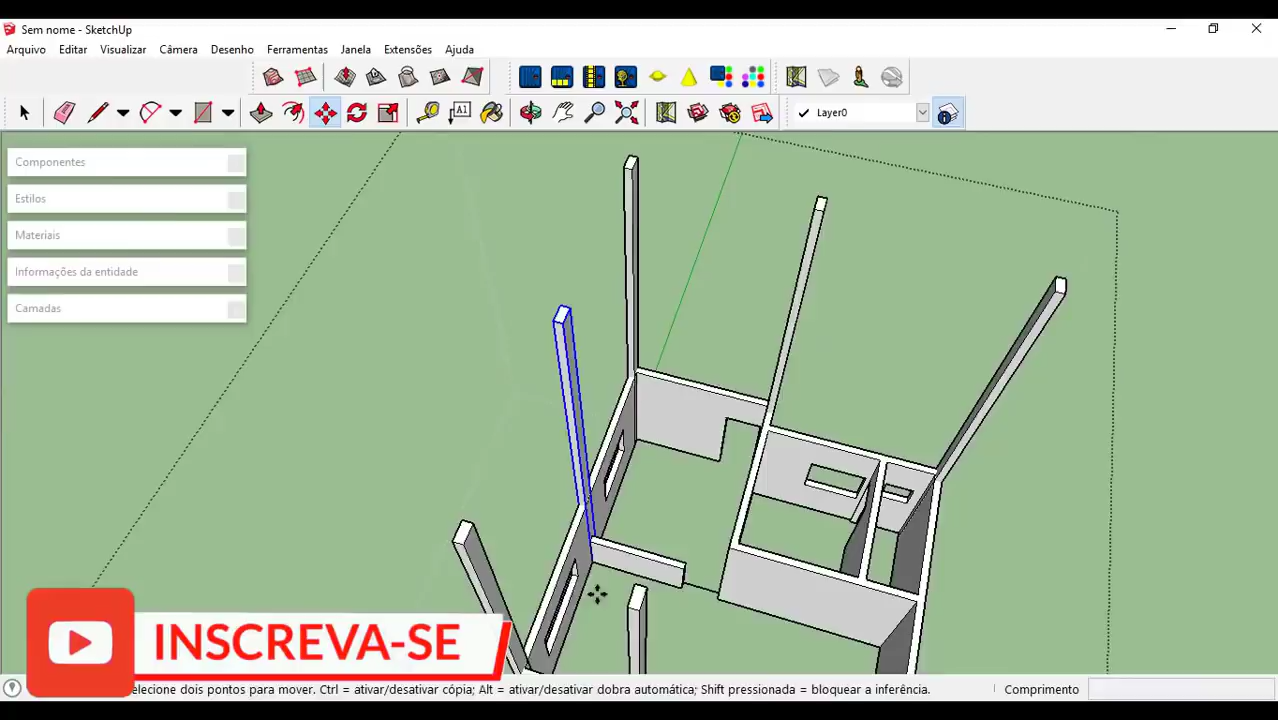 Sem nome - SketchUp
Arquivo Editar Visualizar Câmera Desenho Ferramentas Janela Extensões Ajuda
A1
Layer0
Componentes
Estilos
Materiais
Informações da entidade
Camadas
INSCREVA-SE
elecione dois pontos para mover. Ctrl = ativar/desativar cópia; Alt = ativar/desativar dobra automática; Shift pressionada = bloquear a inferência.
Comprimento